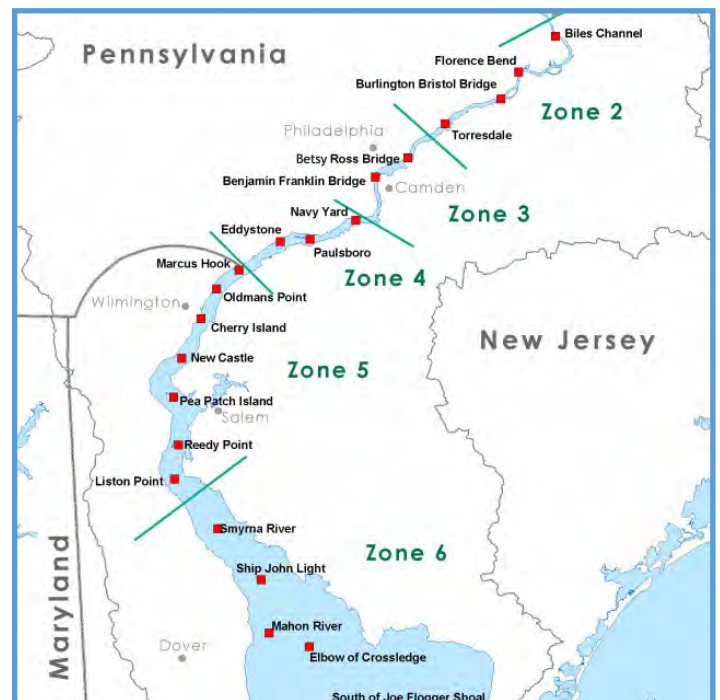 Biles Channel
Pennsylvania
Florence Bend
Burlington Bristol Bridge
Zone 2
Philadelphia
Torresdale
Betsy Ross Bridge
Benjamin Franklin Bridge
Camden
Navy Yard
Zone 3
Eddystone
Paulsboro
Marcus Hook
Zone 4
Oldmans Point
Wilmington
Cherry Island
New Jersey
New Castle
Zone 5
Pea Patch Island
Salem
Reedy Point
Liston Point
Smyrna River
Zone 6
Ship John Light
Maryland
Mahon River
Dover
Elbow of Crossledge
South of Joe Flogger Shoal